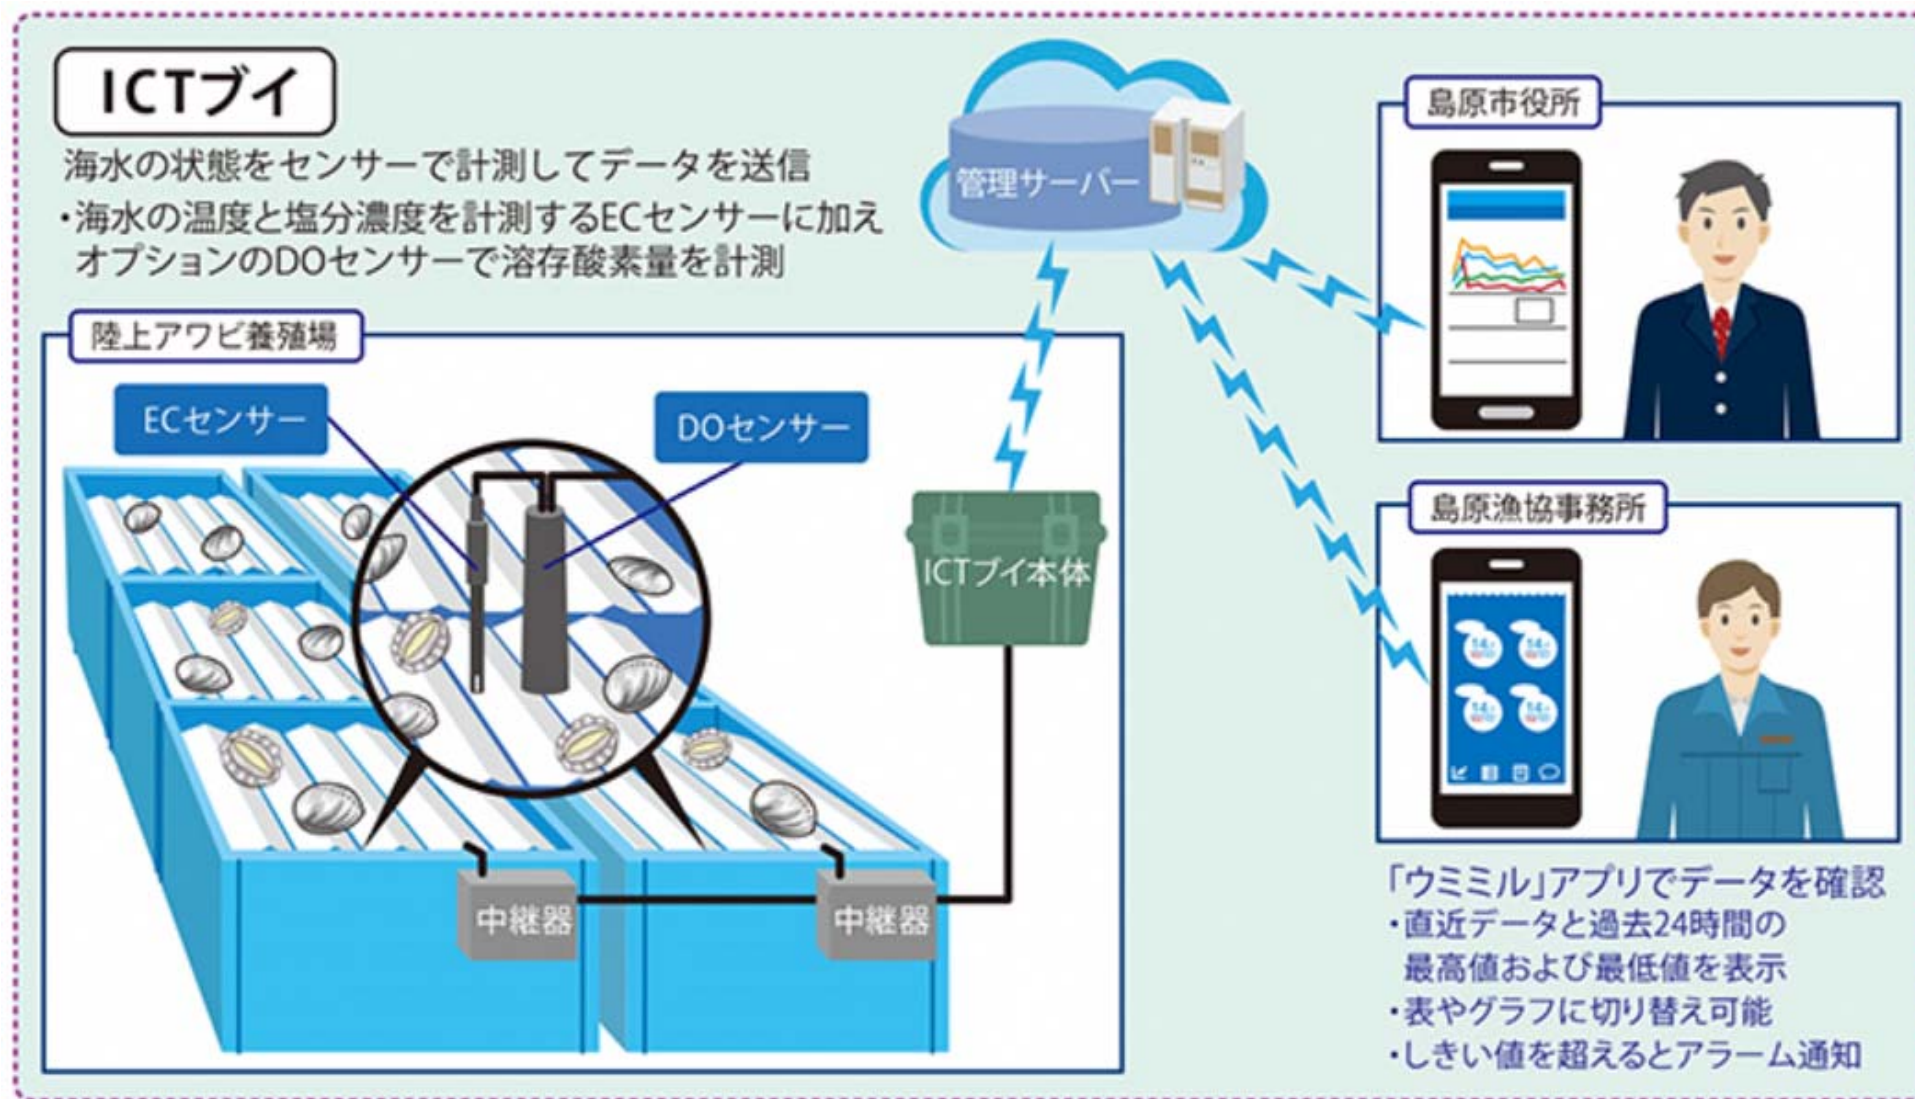 ICTブイ
海水の状態をセンサーで計測してデータを送信
・海水の温度と塩分濃度を計測するECセンサーに加え
オプションのDOセンサーで溶存酸素量を計測
管理サーバー
島原市役所
陸上アワビ養殖場
ECセンサー
DOセンサー
ICTブイ本体
中継器
中継器
島原漁協事務所
「ウミミル」アプリでデータを確認
・直近データと過去24時間の
最高値および最低値を表示
・表やグラフに切り替え可能
・しきい値を超えるとアラーム通知